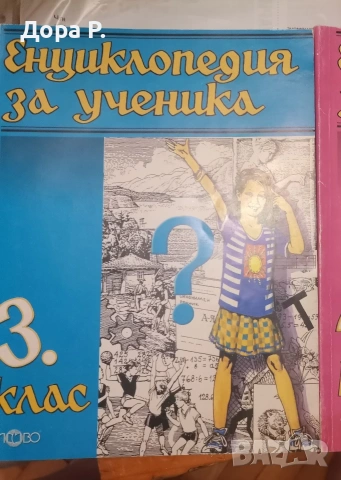 Дора Р.
Енциклопедия
за ученика
?
Т
3.
клас
BAZAR